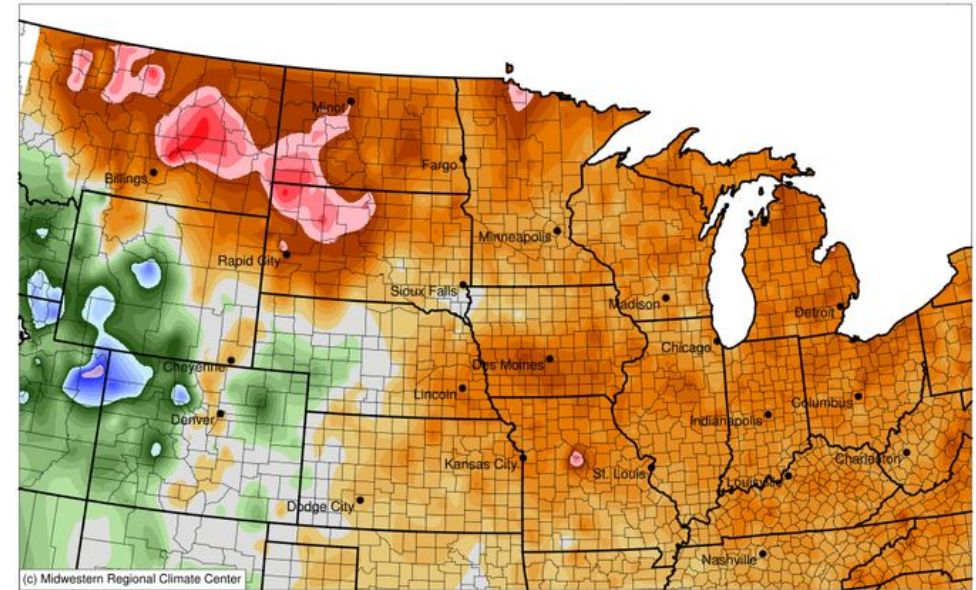 Minot
Fargo
Billings
Minneapolis
Rapid City
Sioux Falls
Madison
Detroit
Chicago
Cheyenne
Des Moines
Lincoln
Columbus
Denver
Indianapolis
Kansas City
Charleston
St. Louis
Louisville
Dodge City
Nashville
(c) Midwestern Regional Climate Center